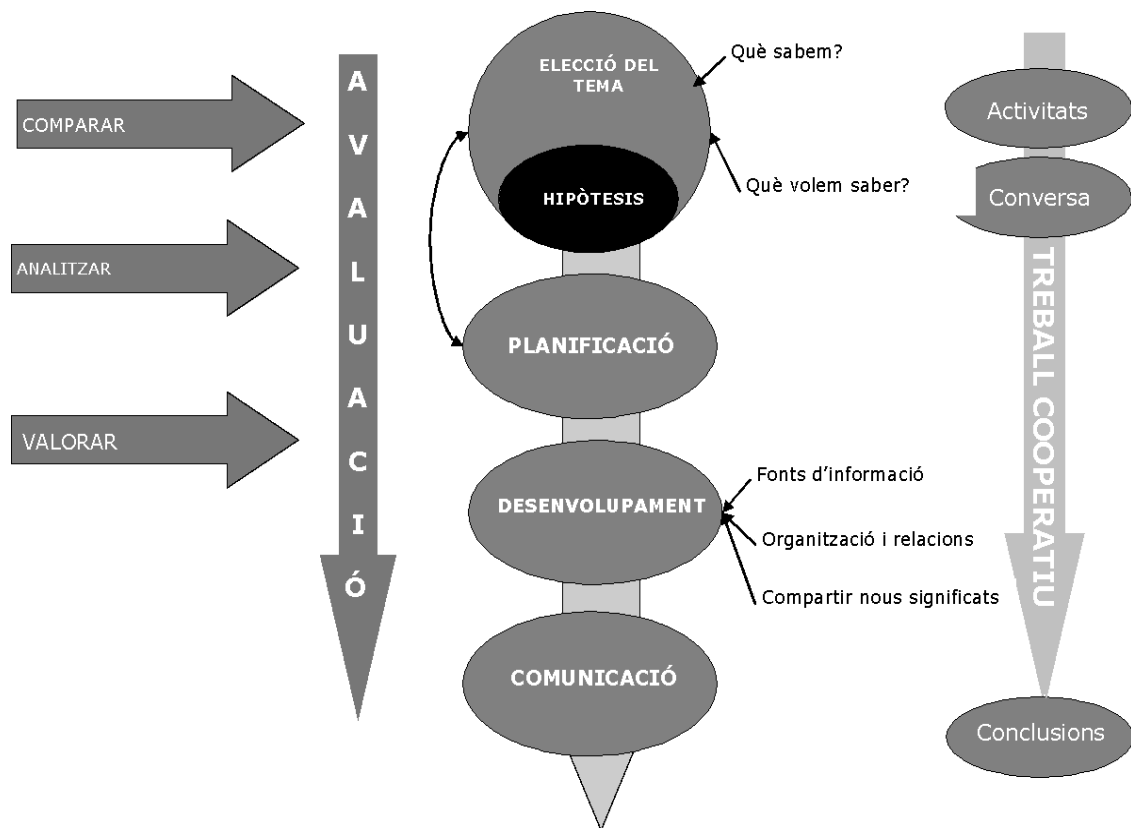 COMPARAR
ANALITZAR
VALORAR
AVALUACIÓ
ELECCIÓ DEL
TEMA
HIPÒTESIS
Què sabem?
Què volem saber?
PLANIFICACIÓ
DESENVOLUPAMENT
Fonts d'informació
Organització i relacions
Compartir nous significats
COMUNICACIÓ
Activitats
Conversa
TREBALL COOPERATIU
Conclusions